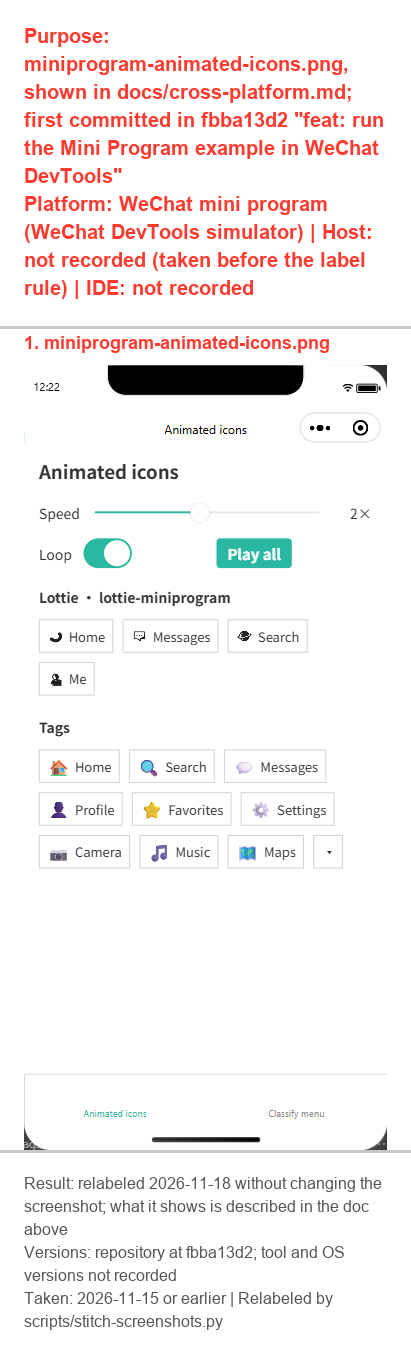 Purpose:
miniprogram-animated-icons.png,
shown in docs/cross-platform.md;
first committed in fbba13d2 "feat: run
the Mini Program example in WeChat
DevTools"
Platform: WeChat mini program
(WeChat DevTools simulator) | Host:
not recorded (taken before the label
rule) | IDE: not recorded
1. miniprogram-animated-icons.png
12:22
Animated icons
Animated icons
Speed 2×
Loop Play all
Lottie · lottie-miniprogram
Home Messages Search
Me
Tags
Home Search Messages
Profile Favorites Settings
Camera Music Maps
Animated icons Classify menu
Result: relabeled 2026-11-18 without changing the
screenshot; what it shows is described in the doc
above
Versions: repository at fbba13d2; tool and OS
versions not recorded
Taken: 2026-11-15 or earlier | Relabeled by
scripts/stitch-screenshots.py